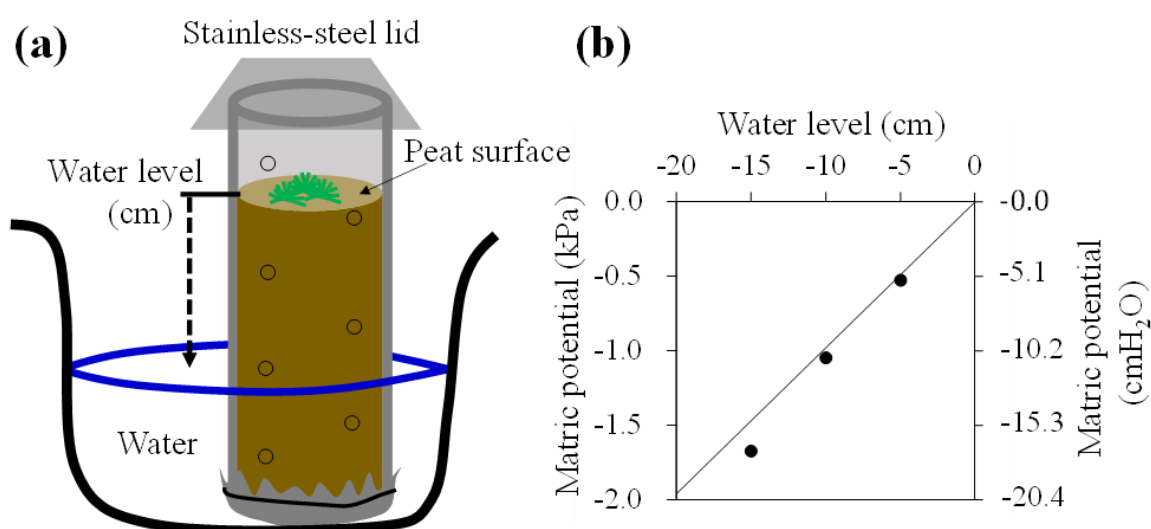 (a)
Stainless-steel lid
Water level
(cm)
Peat surface
Water
(b)
Water level (cm)
-20 -15 -10 -5 0
Matric potential (kPa)
0.0
-0.5
-1.0
-1.5
-2.0
-0.0
-5.1
-10.2
-15.3
-20.4
Matric potential
(cmH₂O)